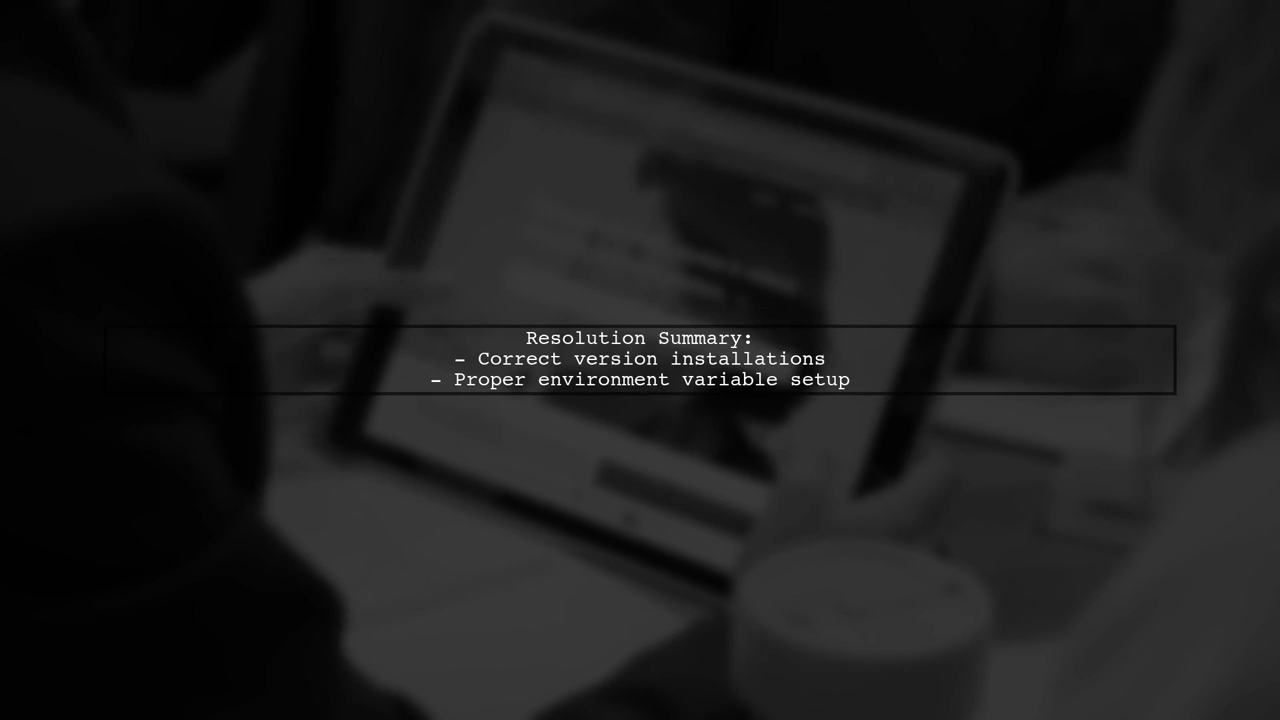 Resolution Summary:
- Correct version installations
- Proper environment variable setup